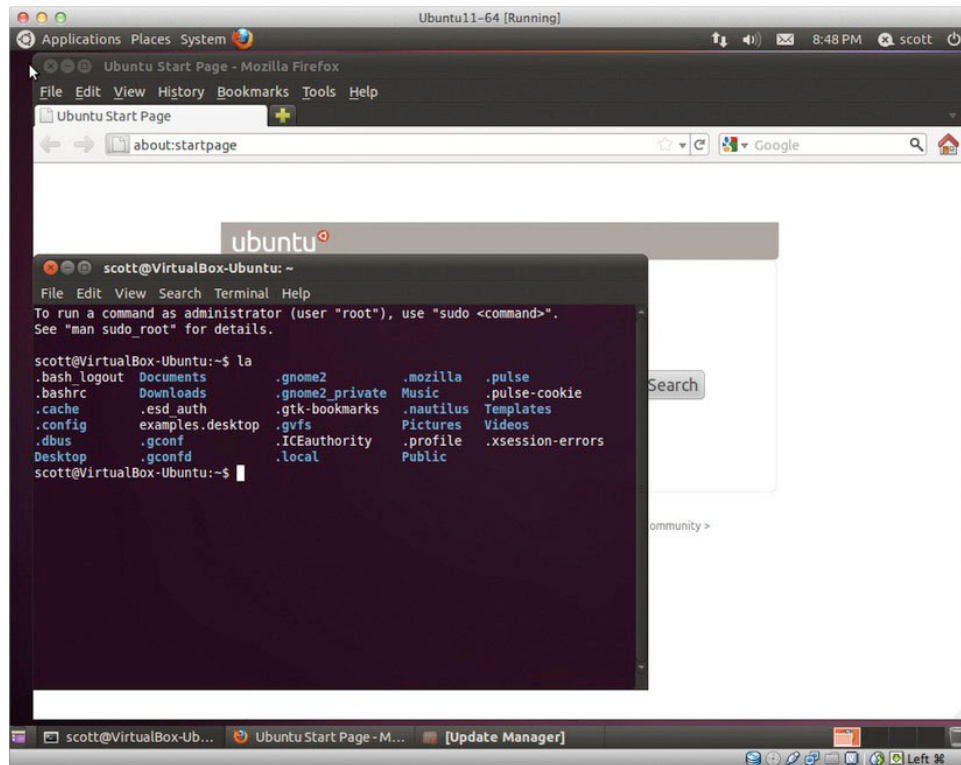 Ubuntu11-64 [Running]
Applications Places System 8:48 PM scott
Ubuntu Start Page - Mozilla Firefox
File Edit View History Bookmarks Tools Help
Ubuntu Start Page
about:startpage Google
ubuntu
scott@VirtualBox-Ubuntu: ~
File Edit View Search Terminal Help
To run a command as administrator (user "root"), use "sudo <command>".
See "man sudo_root" for details.
scott@VirtualBox-Ubuntu:~$ la
.bash_logout Documents .gnome2 .mozilla .pulse
.bashrc Downloads .gnome2_private Music .pulse-cookie
.cache .esd_auth .gtk-bookmarks .nautilus Templates
.config examples.desktop .gvfs Pictures Videos
.dbus .gconf .ICEauthority .profile .xsession-errors
Desktop .gconfd .local Public
scott@VirtualBox-Ubuntu:~$
Search
ommunity >
scott@VirtualBox-Ub... Ubuntu Start Page - M... [Update Manager]
Left ⌘